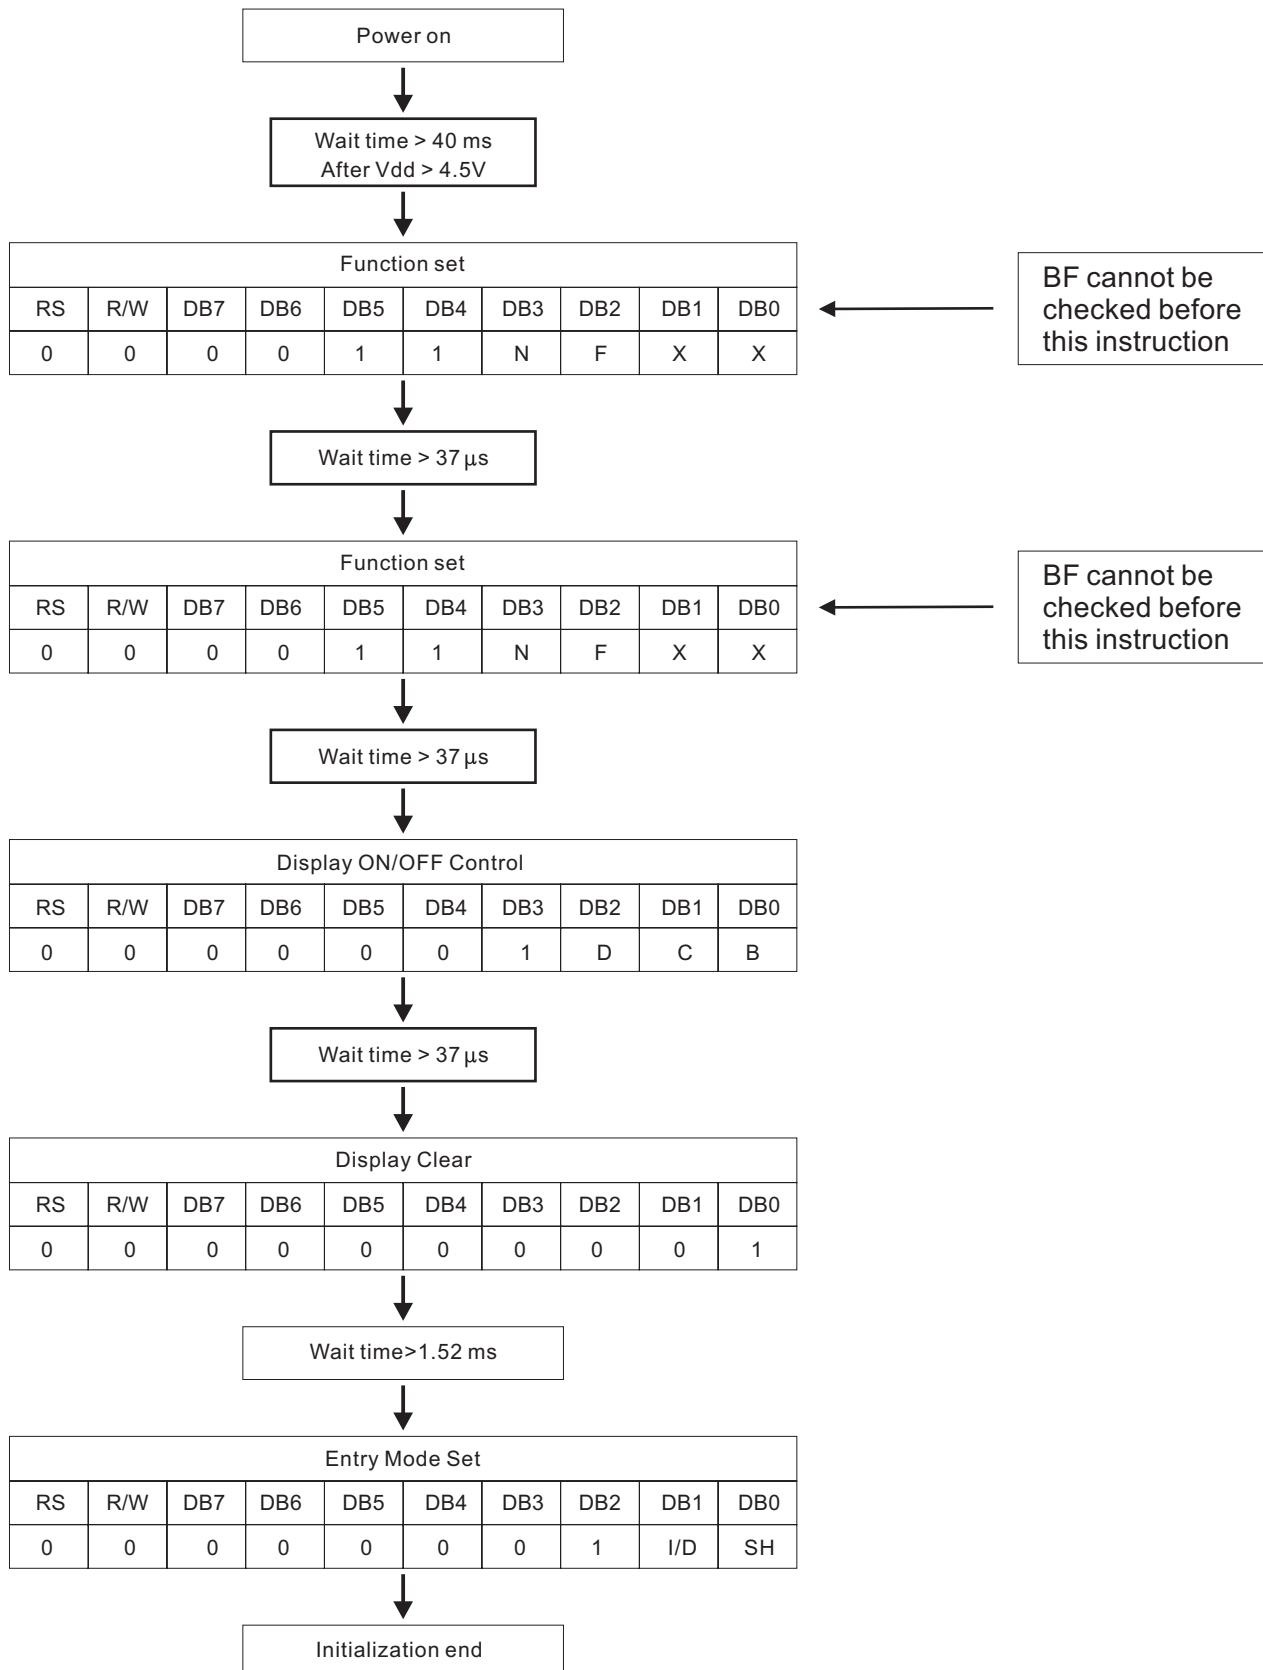 Power on
Wait time > 40 ms
After Vdd > 4.5V
Function set
RS R/W DB7 DB6 DB5 DB4 DB3 DB2 DB1 DB0
0 0 0 0 1 1 N F X X
BF cannot be
checked before
this instruction
Wait time > 37 μs
Function set
RS R/W DB7 DB6 DB5 DB4 DB3 DB2 DB1 DB0
0 0 0 0 1 1 N F X X
BF cannot be
checked before
this instruction
Wait time > 37 μs
Display ON/OFF Control
RS R/W DB7 DB6 DB5 DB4 DB3 DB2 DB1 DB0
0 0 0 0 0 0 1 D C B
Wait time > 37 μs
Display Clear
RS R/W DB7 DB6 DB5 DB4 DB3 DB2 DB1 DB0
0 0 0 0 0 0 0 0 0 1
Wait time>1.52 ms
Entry Mode Set
RS R/W DB7 DB6 DB5 DB4 DB3 DB2 DB1 DB0
0 0 0 0 0 0 0 1 I/D SH
Initialization end